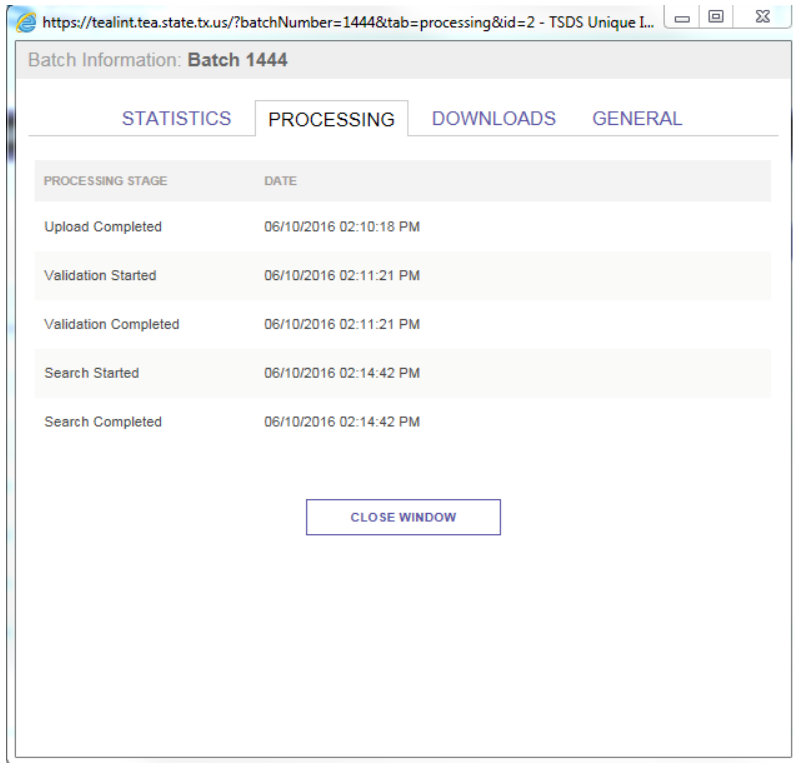 https://tealint.tea.state.tx.us/?batchNumber=1444&tab=processing&id=2 - TSDS Unique I...
Batch Information: Batch 1444
STATISTICS PROCESSING DOWNLOADS GENERAL
PROCESSING STAGE DATE
Upload Completed 06/10/2016 02:10:18 PM
Validation Started 06/10/2016 02:11:21 PM
Validation Completed 06/10/2016 02:11:21 PM
Search Started 06/10/2016 02:14:42 PM
Search Completed 06/10/2016 02:14:42 PM
CLOSE WINDOW